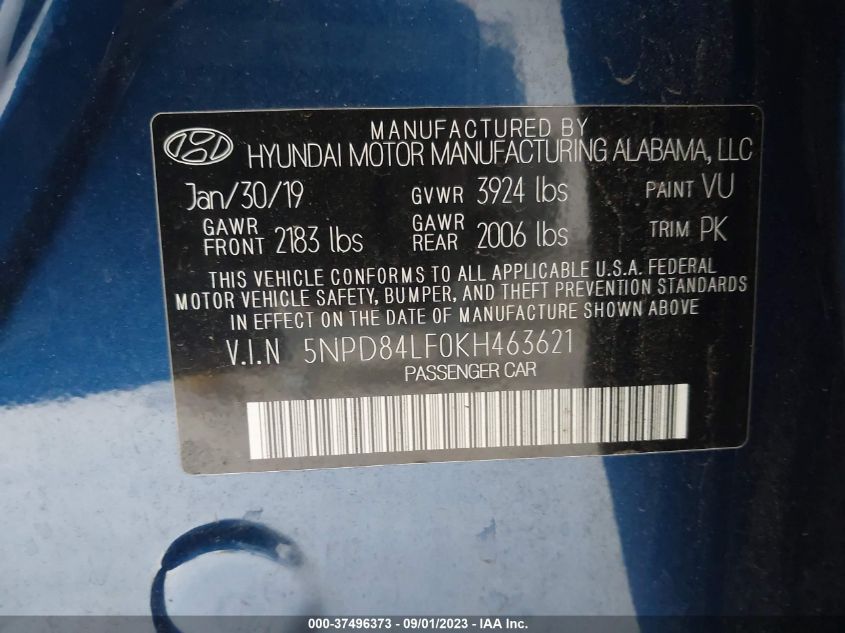 MANUFACTURED BY
HYUNDAI MOTOR MANUFACTURING ALABAMA, LLC
Jan/30/19 GVWR 3924 lbs PAINT VU
GAWR FRONT 2183 lbs GAWR REAR 2006 lbs TRIM PK
THIS VEHICLE CONFORMS TO ALL APPLICABLE U.S.A. FEDERAL
MOTOR VEHICLE SAFETY, BUMPER, AND THEFT PREVENTION STANDARDS
IN EFFECT ON THE DATE OF MANUFACTURE SHOWN ABOVE
V.I.N 5NPD84LF0KH463621
PASSENGER CAR
000-37496373 - 09/01/2023 - IAA Inc.